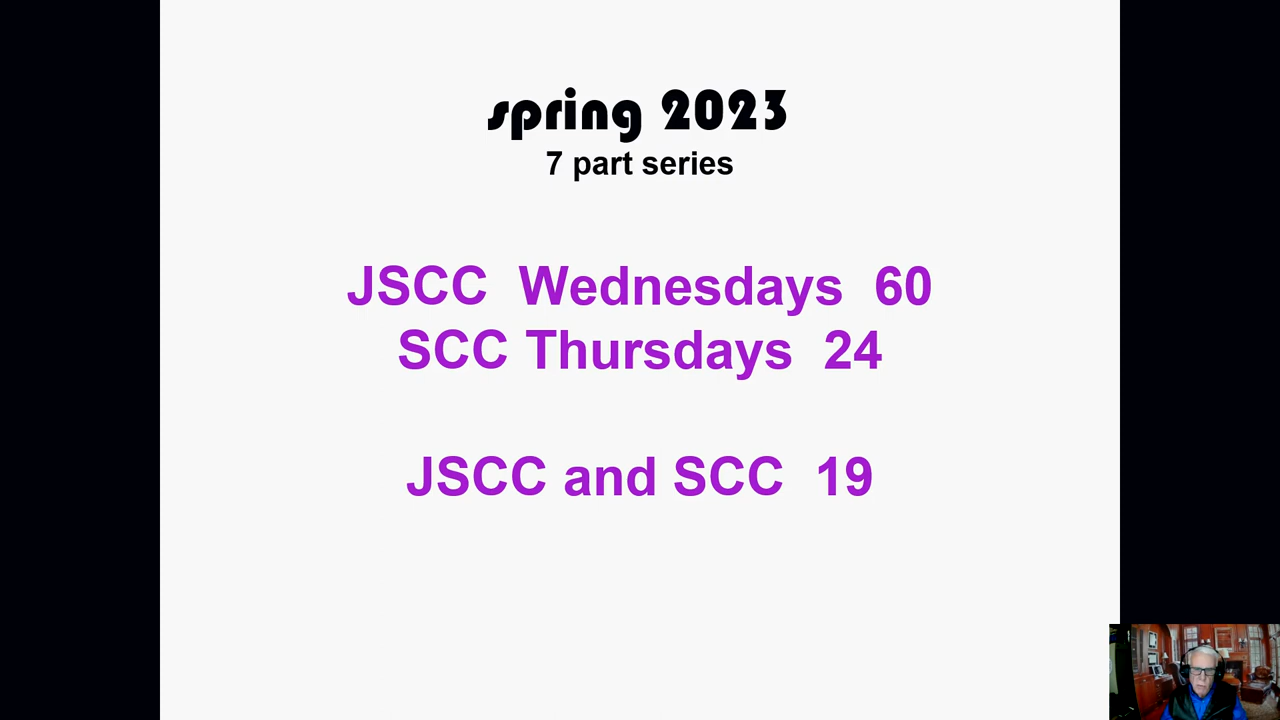 spring 2023
7 part series
JSCC Wednesdays 60
SCC Thursdays 24
JSCC and SCC 19